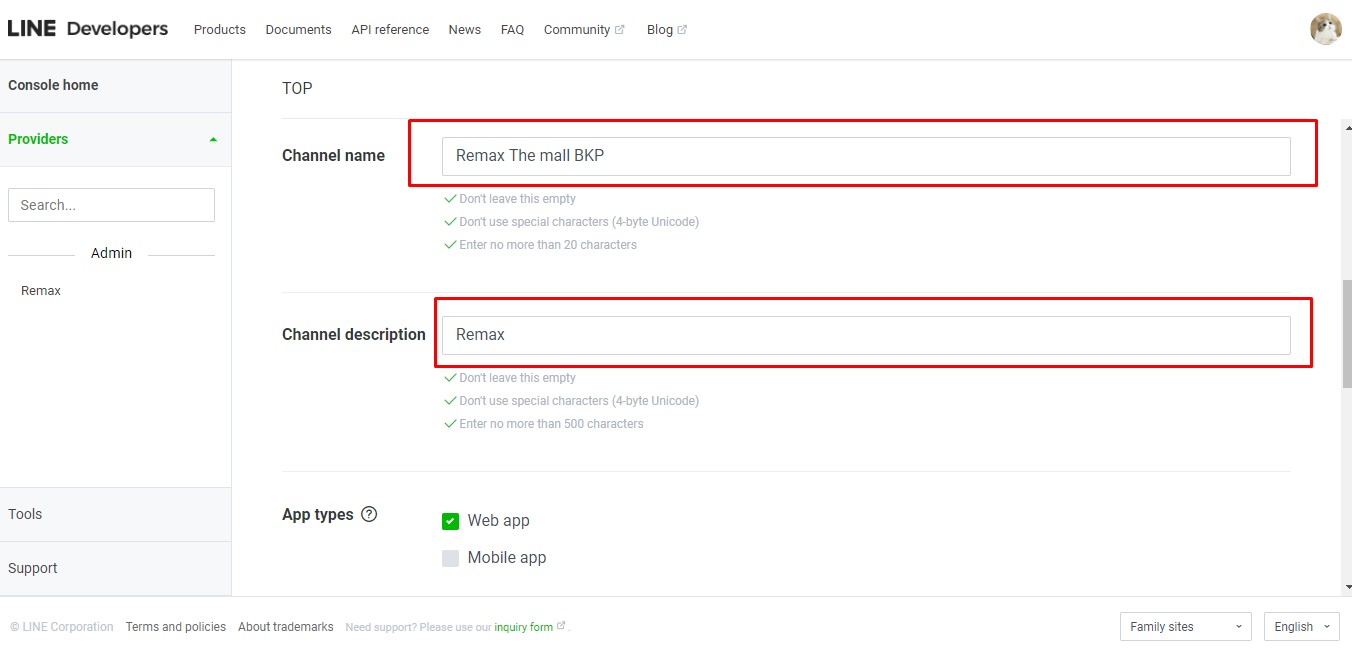 LINE Developers Products Documents API reference News FAQ Community Blog
Console home
Providers
Search...
Admin
Remax
Tools
Support
TOP
Channel name Remax The mall BKP
Don't leave this empty
Don't use special characters (4-byte Unicode)
Enter no more than 20 characters
Channel description Remax
Don't leave this empty
Don't use special characters (4-byte Unicode)
Enter no more than 500 characters
App types ?
Web app
Mobile app
© LINE Corporation Terms and policies About trademarks Need support? Please use our inquiry form . Family sites English